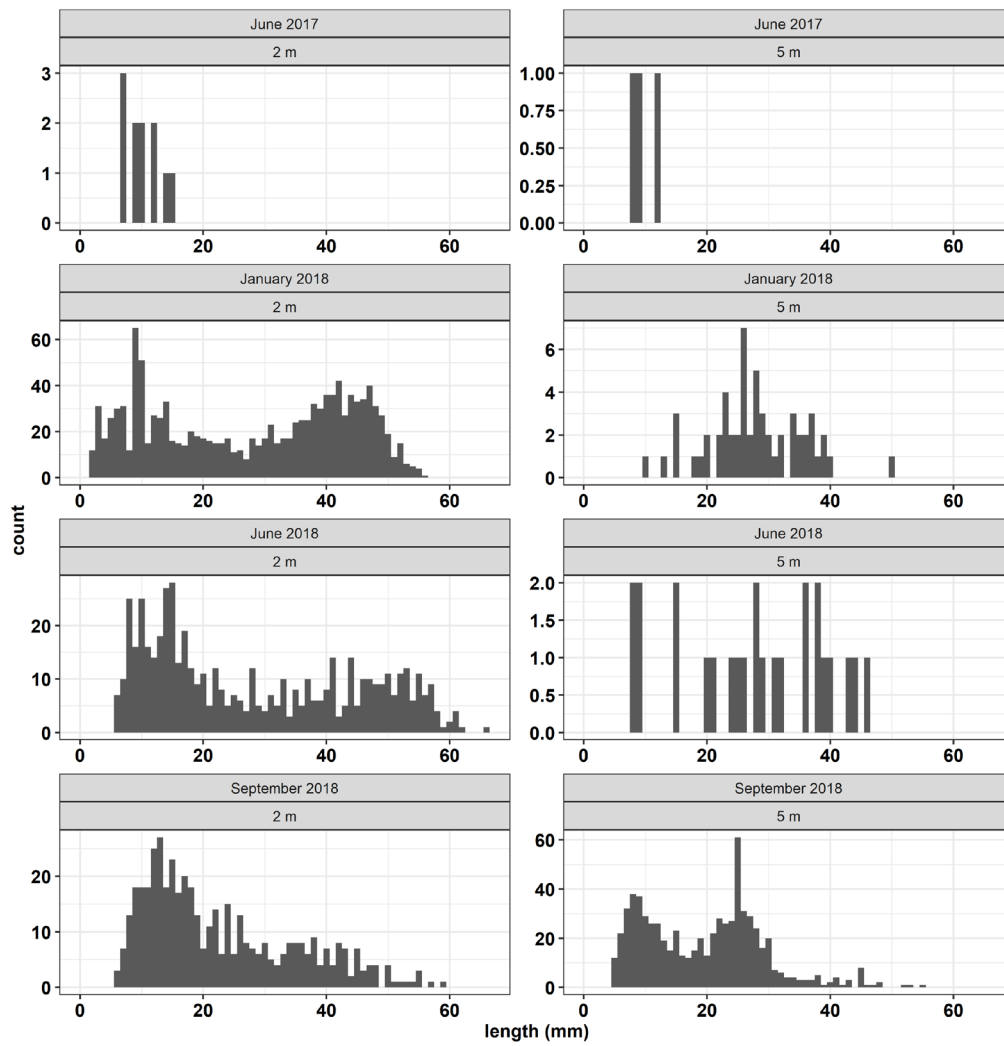 June 2017 June 2017
2 m 5 m
3 1.00
2 0.75
0.50
1 0.25
0 0.00
0 20 40 60 0 20 40 60
January 2018 January 2018
2 m 5 m
60 6
40 4
20 2
0 0
0 20 40 60 0 20 40 60
count
June 2018 June 2018
2 m 5 m
2.0
20 1.5
10 1.0
0.5
0 0.0
0 20 40 60 0 20 40 60
September 2018 September 2018
2 m 5 m
60
20 40
10 20
0 0
0 20 40 60 0 20 40 60
length (mm)